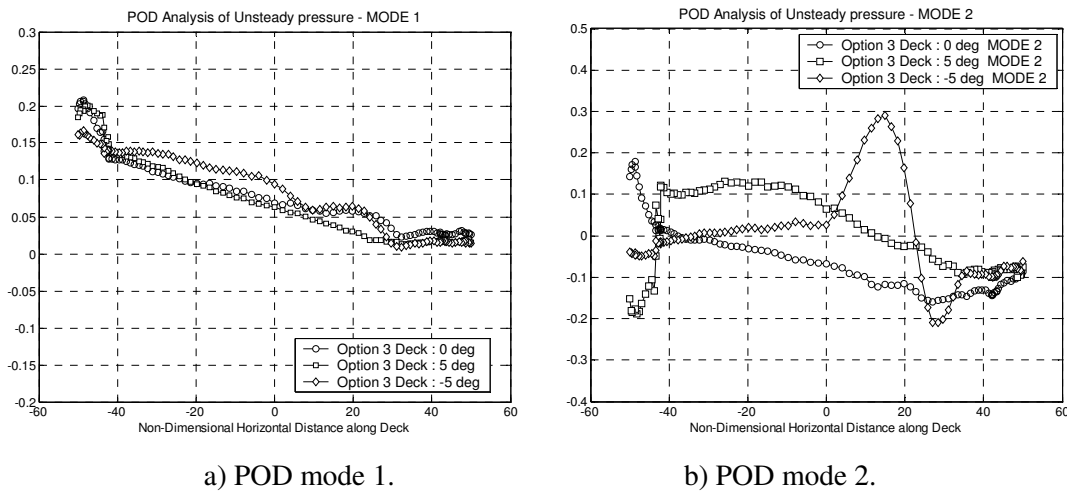 POD Analysis of Unsteady pressure - MODE 1
0.3
0.25
0.2
0.15
0.1
0.05
0
0.05
0.1
0.15
0.2
Option 3 Deck : 0 deg
Option 3 Deck : 5 deg
Option 3 Deck : -5 deg
-60 -40 -20 0 20 40 60
Non-Dimensional Horizontal Distance along Deck
a) POD mode 1.
POD Analysis of Unsteady pressure - MODE 2
0.5
0.4
0.3
0.2
0.1
0
-0.1
-0.2
-0.3
-0.4
Option 3 Deck : 0 deg MODE 2
Option 3 Deck : 5 deg MODE 2
Option 3 Deck : -5 deg MODE 2
-60 -40 -20 0 20 40 60
Non-Dimensional Horizontal Distance along Deck
b) POD mode 2.